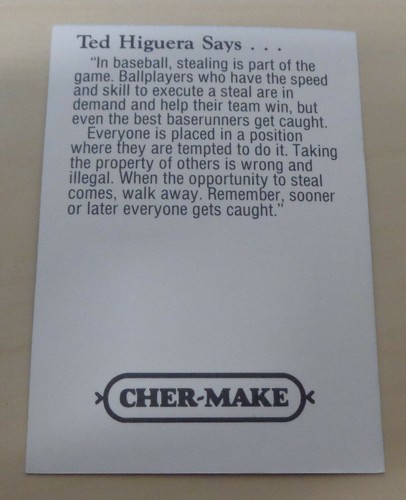 Ted Higuera Says . . .
"In baseball, stealing is part of the
game. Ballplayers who have the speed
and skill to execute a steal are in
demand and help their team win, but
even the best baserunners get caught.
Everyone is placed in a position
where they are tempted to do it. Taking
the property of others is wrong and
illegal. When the opportunity to steal
comes, walk away. Remember, sooner
or later everyone gets caught."
CHER-MAKE